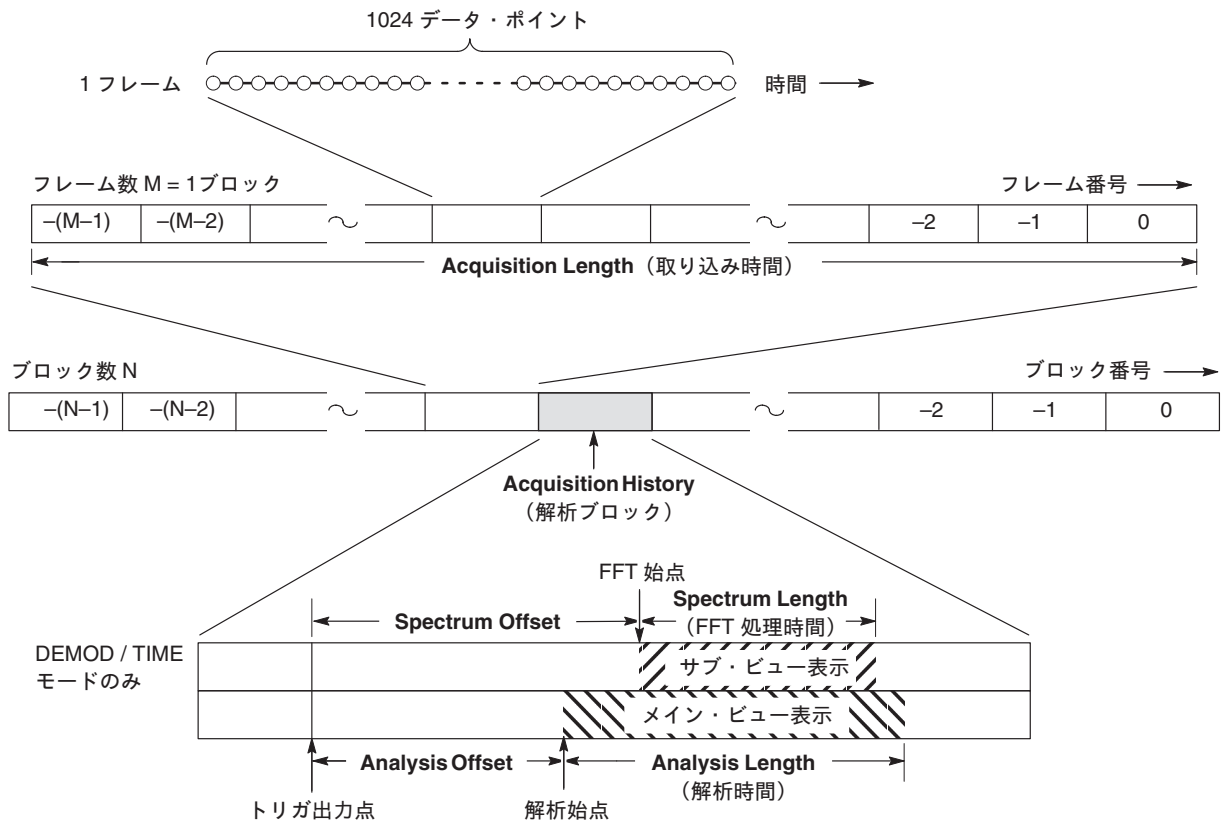 1024 データ・ポイント
1 フレーム
時間
フレーム数 M = 1ブロック
フレーム番号
–(M–1) –(M–2) –2 –1 0
Acquisition Length（取り込み時間）
ブロック数 N
ブロック番号
–(N–1) –(N–2) –2 –1 0
Acquisition History
（解析ブロック）
FFT 始点
Spectrum Offset
Spectrum Length
（FFT 処理時間）
DEMOD / TIME
モードのみ
サブ・ビュー表示
メイン・ビュー表示
Analysis Offset
Analysis Length
（解析時間）
トリガ出力点
解析始点